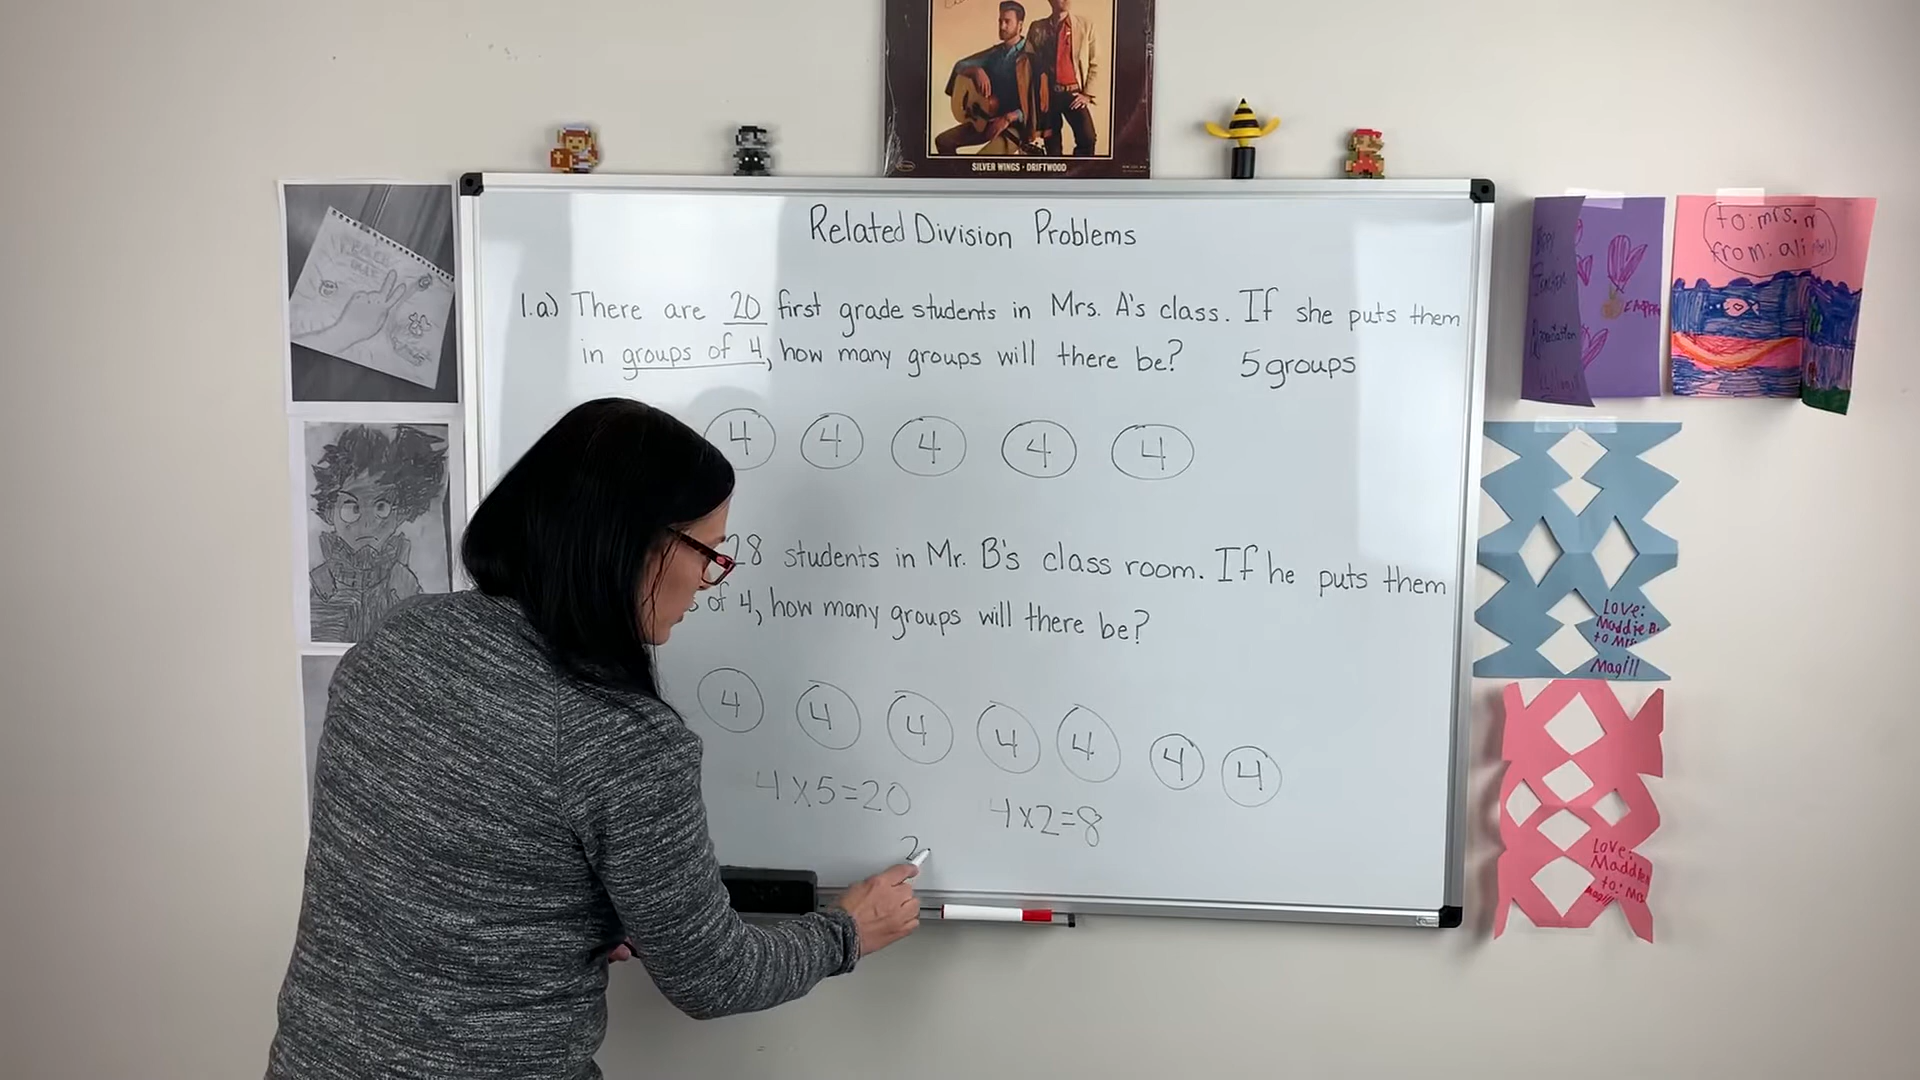 SILVER WINGS · DRIFTWOOD
Related Division Problems
1.a.) There are 20 first grade students in Mrs. A's class. If she puts them
in groups of 4, how many groups will there be? 5 groups
4 4 4 4 4
28 students in Mr. B's class room. If he puts them
of 4, how many groups will there be?
4 4 4 4 4 4 4
4x5=20 4x2=8
2
to: mrs. m
from: ali
Love:
Maddie B.
to Mrs.
Magill
Love:
Maddie
to: Mrs.
magill